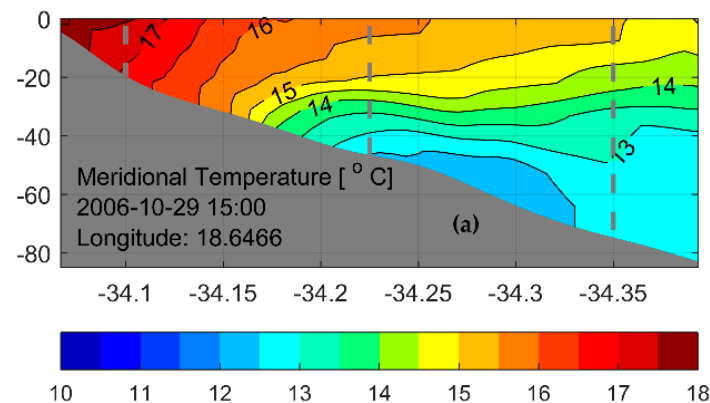 0
-20
-40
-60
-80
17
16
15
14
14
13
Meridional Temperature [ ° C]
2006-10-29 15:00
Longitude: 18.6466
(a)
-34.1 -34.15 -34.2 -34.25 -34.3 -34.35
10 11 12 13 14 15 16 17 18